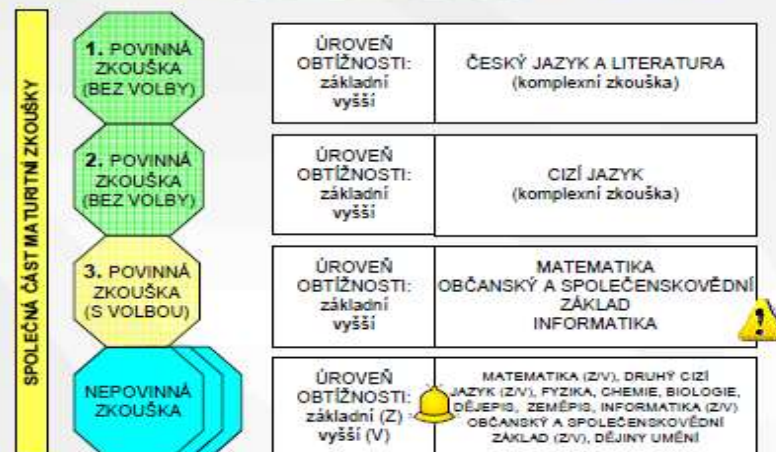 SPOLEČNÁ ČÁST MATURITNÍ ZKOUŠKY
1. POVINNÁ
ZKOUŠKA
(BEZ VOLBY)
ÚROVEŇ
OBTÍŽNOSTI:
základní
vyšší
ČESKÝ JAZYK A LITERATURA
(komplexní zkouška)
2. POVINNÁ
ZKOUŠKA
(BEZ VOLBY)
ÚROVEŇ
OBTÍŽNOSTI:
základní
vyšší
CIZÍ JAZYK
(komplexní zkouška)
3. POVINNÁ
ZKOUŠKA
(S VOLBOU)
ÚROVEŇ
OBTÍŽNOSTI:
základní
vyšší
MATEMATIKA
OBČANSKÝ A SPOLEČENSKOVĚDNÍ
ZÁKLAD
INFORMATIKA
NEPOVINNÁ
ZKOUŠKA
ÚROVEŇ
OBTÍŽNOSTI:
základní (Z)
vyšší (V)
MATEMATIKA (Z/V), DRUHÝ CIZÍ
JAZYK (Z/V), FYZIKA, CHEMIE, BIOLOGIE,
DĚJEPIS, ZEMĚPIS, INFORMATIKA (Z/V)
OBČANSKÝ A SPOLEČENSKOVĚDNÍ
ZÁKLAD (Z/V), DĚJINY UMĚNÍ